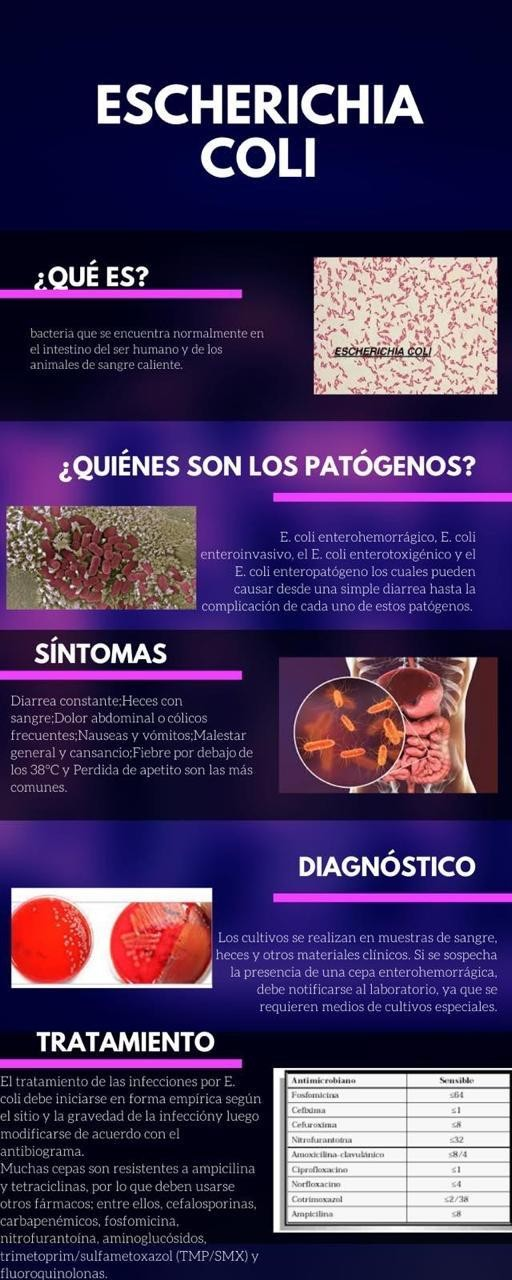 ESCHERICHIA
COLI
¿QUÉ ES?
bacteria que se encuentra normalmente en
el intestino del ser humano y de los
animales de sangre caliente.
ESCHERICHIA COLI
¿QUIÉNES SON LOS PATÓGENOS?
E. coli enterohemorrágico, E. coli
enteroinvasivo, el E. coli enterotoxigénico y el
E. coli enteropatógeno los cuales pueden
causar desde una simple diarrea hasta la
complicación de cada uno de estos patógenos.
SÍNTOMAS
Diarrea constante;Heces con
sangre;Dolor abdominal o cólicos
frecuentes;Nauseas y vómitos;Malestar
general y cansancio;Fiebre por debajo de
los 38°C y Perdida de apetito son las más
comunes.
DIAGNÓSTICO
Los cultivos se realizan en muestras de sangre,
heces y otros materiales clínicos. Si se sospecha
la presencia de una cepa enterohemorrágica,
debe notificarse al laboratorio, ya que se
requieren medios de cultivos especiales.
TRATAMIENTO
El tratamiento de las infecciones por E.
coli debe iniciarse en forma empírica según
el sitio y la gravedad de la koinfeccióny luego
modificarse de acuerdo con el
antibiograma.
Muchas cepas son resistentes a ampicilina
y tetraciclinas, por lo que deben usarse
otros fármacos; entre ellos, cefalosporinas,
carbapenémicos, fosfomicina,
nitrofurantoína, aminoglucósidos,
trimetoprim/sulfametoxazol (TMP/SMX) y
fluoroquinolonas.
Antimicrobiano Sensible
Fosfomicina ≤64
Cefixima ≤1
Cefuroxima ≤8
Nitrofurantoína ≤32
Amoxicilina-clavulánico ≤8/4
Ciprofloxacino ≤1
Norfloxacino ≤4
Cotrimoxazol ≤2/38
Ampicilina ≤8